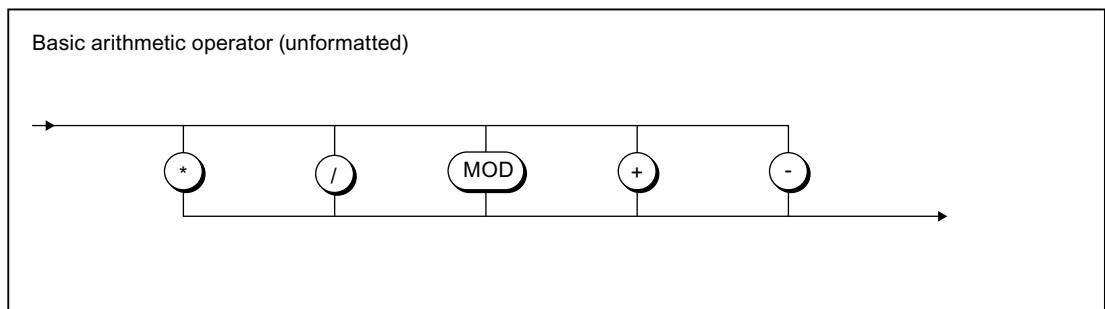 Basic arithmetic operator (unformatted)
* / MOD + -